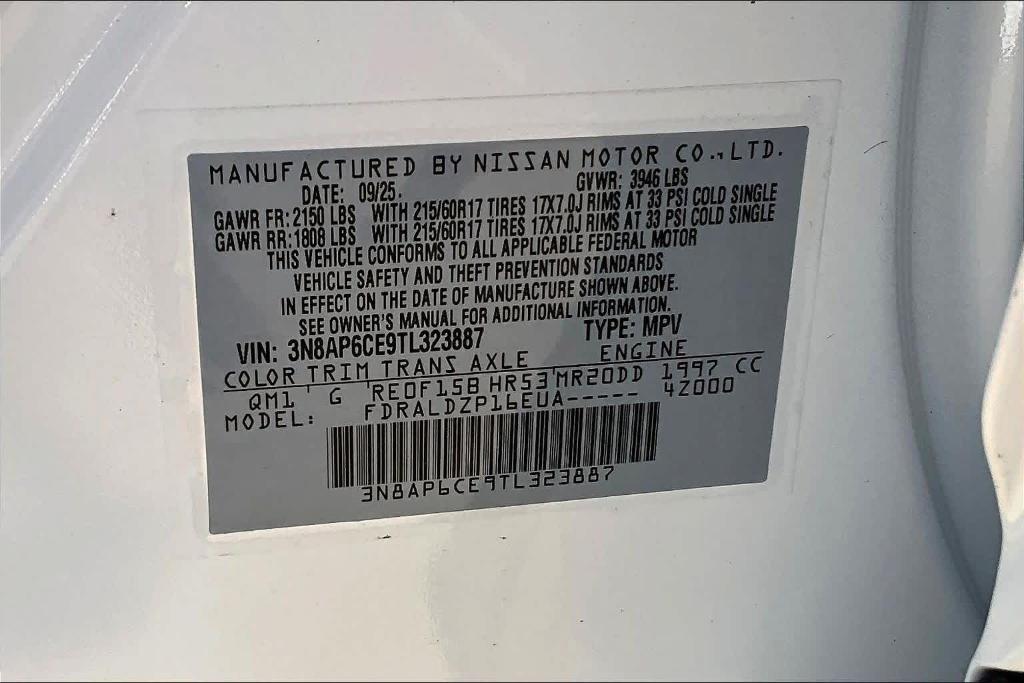 MANUFACTURED BY NISSAN MOTOR CO., LTD.
DATE: 09/25. GVWR: 3946 LBS
GAWR FR: 2150 LBS WITH 215/60R17 TIRES 17X7.0J RIMS AT 33 PSI COLD SINGLE
GAWR RR: 1808 LBS WITH 215/60R17 TIRES 17X7.0J RIMS AT 33 PSI COLD SINGLE
THIS VEHICLE CONFORMS TO ALL APPLICABLE FEDERAL MOTOR
VEHICLE SAFETY AND THEFT PREVENTION STANDARDS
IN EFFECT ON THE DATE OF MANUFACTURE SHOWN ABOVE.
SEE OWNER'S MANUAL FOR ADDITIONAL INFORMATION.
VIN: 3N8AP6CE9TL323887 TYPE: MPV
COLOR TRIM TRANS AXLE ENGINE
QM1 G RE0F15B HR53 MR20DD 1997 CC
MODEL: FDRALDZP16EUA----- 4Z000
3N8AP6CE9TL323887